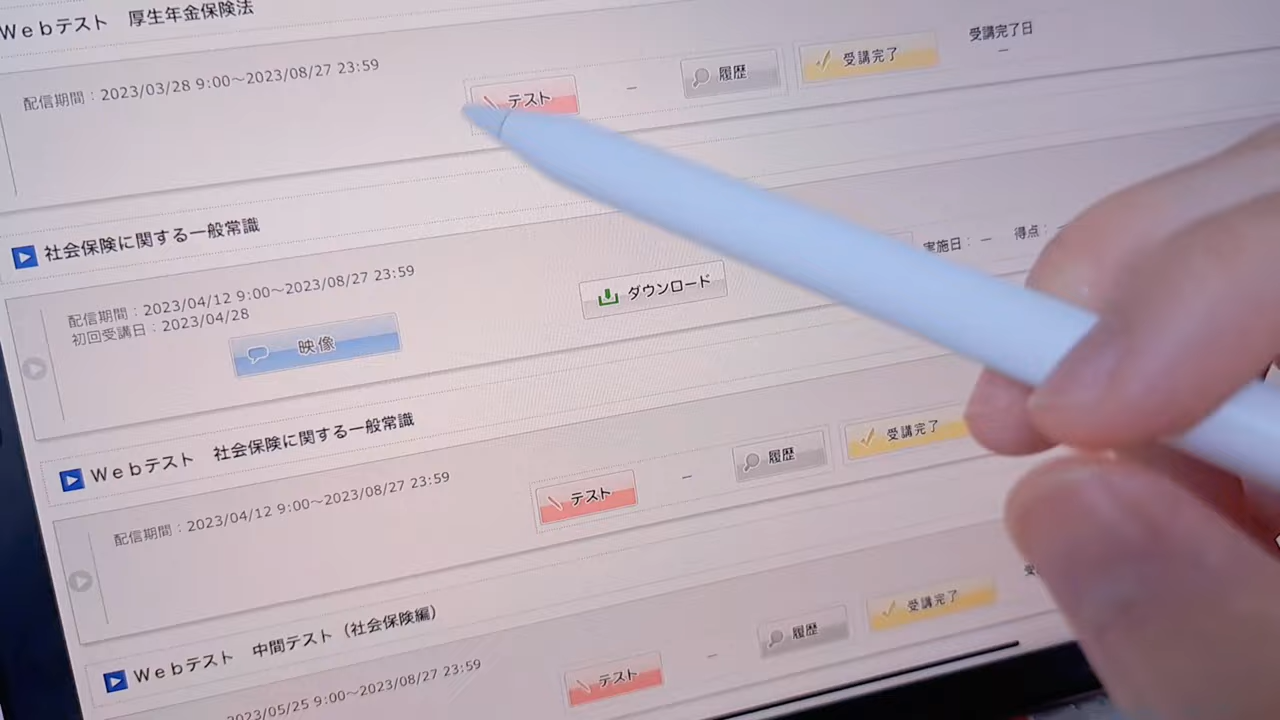 Ｗｅｂテスト　厚生年金保険法
配信期間：2023/03/28 9:00～2023/08/27 23:59
テスト
－
履歴
受講完了
受講完了日
－
社会保険に関する一般常識
配信期間：2023/04/12 9:00～2023/08/27 23:59
初回受講日：2023/04/28
映像
ダウンロード
実施日：－　得点：－
Ｗｅｂテスト　社会保険に関する一般常識
配信期間：2023/04/12 9:00～2023/08/27 23:59
テスト
－
履歴
受講完了
Ｗｅｂテスト　中間テスト（社会保険編）
2023/05/25 9:00～2023/08/27 23:59
テスト
－
履歴
受講完了